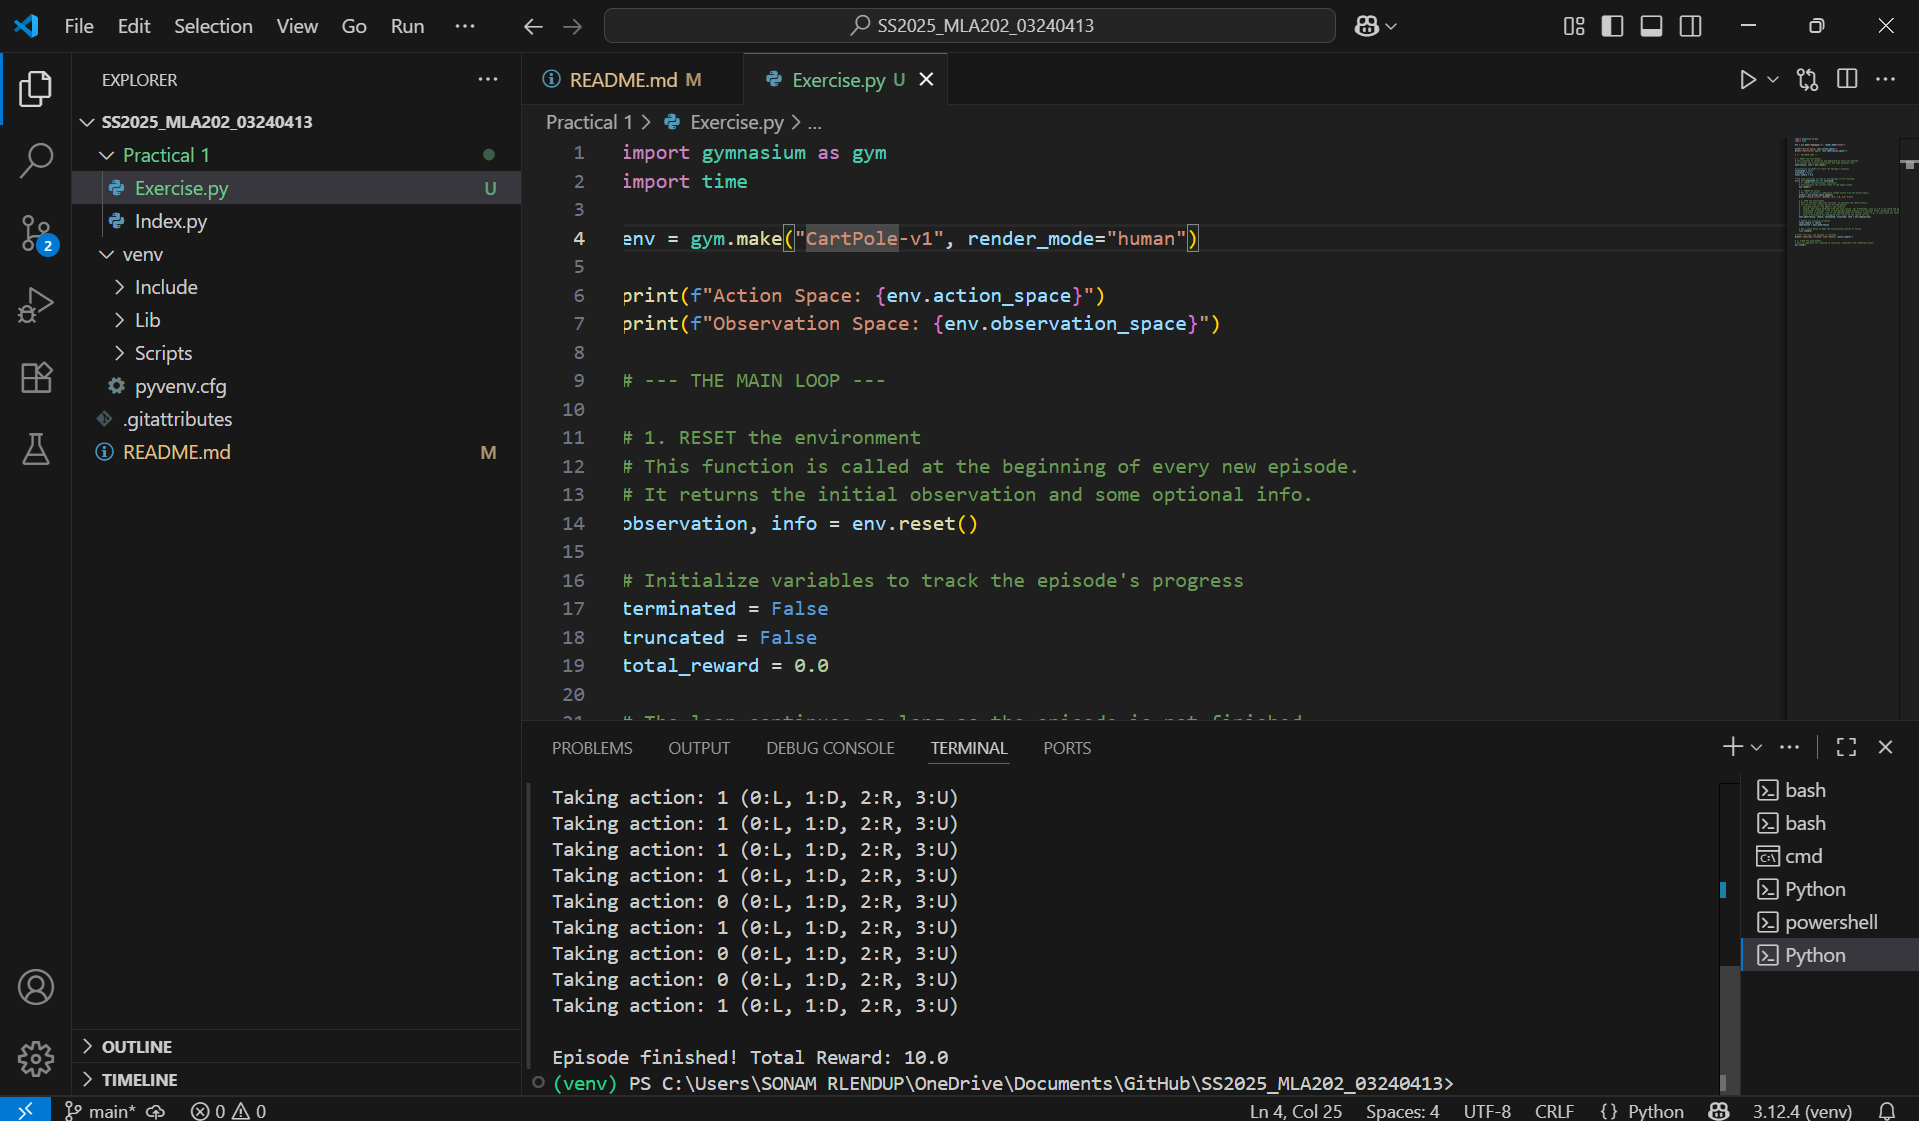 File Edit Selection View Go Run ··· SS2025_MLA202_03240413
EXPLORER ···
SS2025_MLA202_03240413
Practical 1
Exercise.py U
Index.py
venv
Include
Lib
Scripts
pyvenv.cfg
.gitattributes
README.md M
OUTLINE
TIMELINE
2
README.md M Exercise.py U
Practical 1 > Exercise.py > ...
1 import gymnasium as gym
2 import time
3
4 env = gym.make("CartPole-v1", render_mode="human")
5
6 print(f"Action Space: {env.action_space}")
7 print(f"Observation Space: {env.observation_space}")
8
9 # --- THE MAIN LOOP ---
10
11 # 1. RESET the environment
12 # This function is called at the beginning of every new episode.
13 # It returns the initial observation and some optional info.
14 observation, info = env.reset()
15
16 # Initialize variables to track the episode's progress
17 terminated = False
18 truncated = False
19 total_reward = 0.0
20
21 # The loop continues as long as the episode is not finished
PROBLEMS OUTPUT DEBUG CONSOLE TERMINAL PORTS
Taking action: 1 (0:L, 1:D, 2:R, 3:U)
Taking action: 1 (0:L, 1:D, 2:R, 3:U)
Taking action: 1 (0:L, 1:D, 2:R, 3:U)
Taking action: 1 (0:L, 1:D, 2:R, 3:U)
Taking action: 0 (0:L, 1:D, 2:R, 3:U)
Taking action: 1 (0:L, 1:D, 2:R, 3:U)
Taking action: 0 (0:L, 1:D, 2:R, 3:U)
Taking action: 0 (0:L, 1:D, 2:R, 3:U)
Taking action: 1 (0:L, 1:D, 2:R, 3:U)
Episode finished! Total Reward: 10.0
(venv) PS C:\Users\SONAM RLENDUP\OneDrive\Documents\GitHub\SS2025_MLA202_03240413>
bash
bash
cmd
Python
powershell
Python
main* 0 0 Ln 4, Col 25 Spaces: 4 UTF-8 CRLF {} Python 3.12.4 (venv)